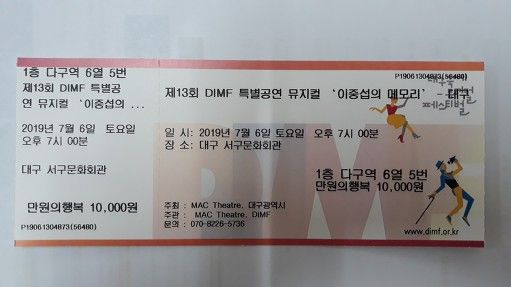 1층 다구역 6열 5번
제13회 DIMF 특별공
연 뮤지컬 '이중섭의 ...
2019년 7월 6일 토요일
오후 7시 00분
대구 서구문화회관
만원의행복 10,000원
P19061304873(56480)
P19061304873(56480)
제13회 DIMF 특별공연 뮤지컬 '이중섭의 메모리' - 대구
페스티벌
일 시: 2019년 7월 6일 토요일 오후 7시 00분
장 소: 대구 서구문화회관
1층 다구역 6열 5번
만원의행복 10,000원
주최 : MAC Theatre, 대구광역시
주관 : MAC Theatre, DIMF
문의 : 070-8226-5736
DIMF
www.dimf.or.kr